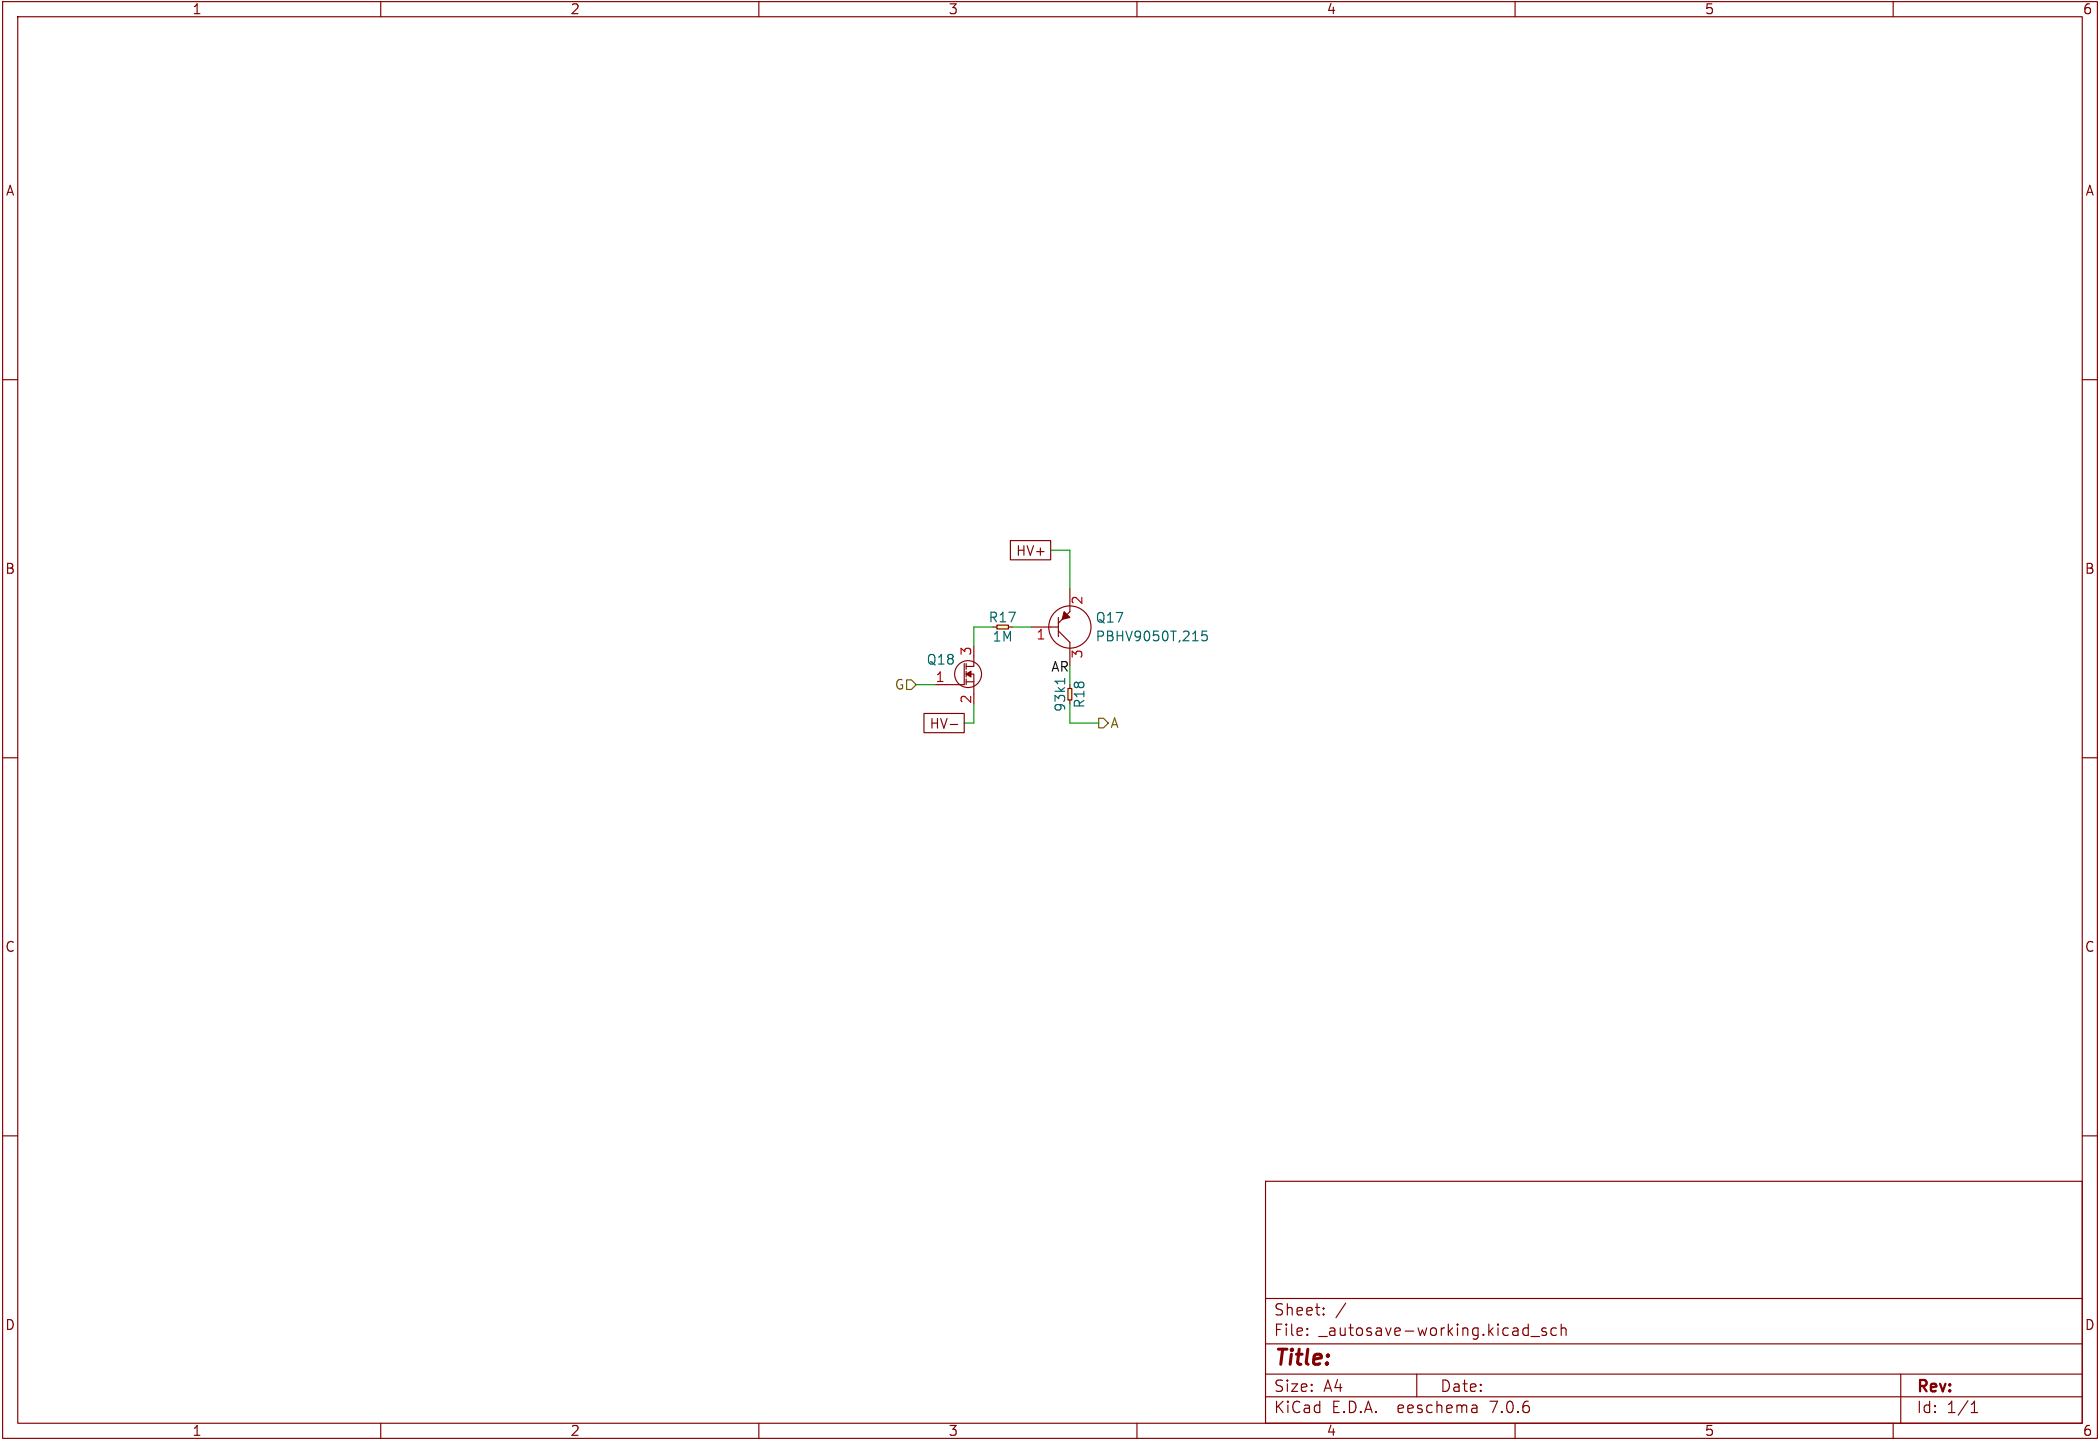 1 2 3 4 5 6
A A
HV+
B B
2
R17 Q17
1M 1 PBHV9050T,215
3 3
Q18 AR
1
G 93k1 R18
2
HV- A
C C
Sheet: /
File: _autosave-working.kicad_sch
D D
Title:
Size: A4 Date: Rev:
KiCad E.D.A. eeschema 7.0.6 Id: 1/1
1 2 3 4 5 6